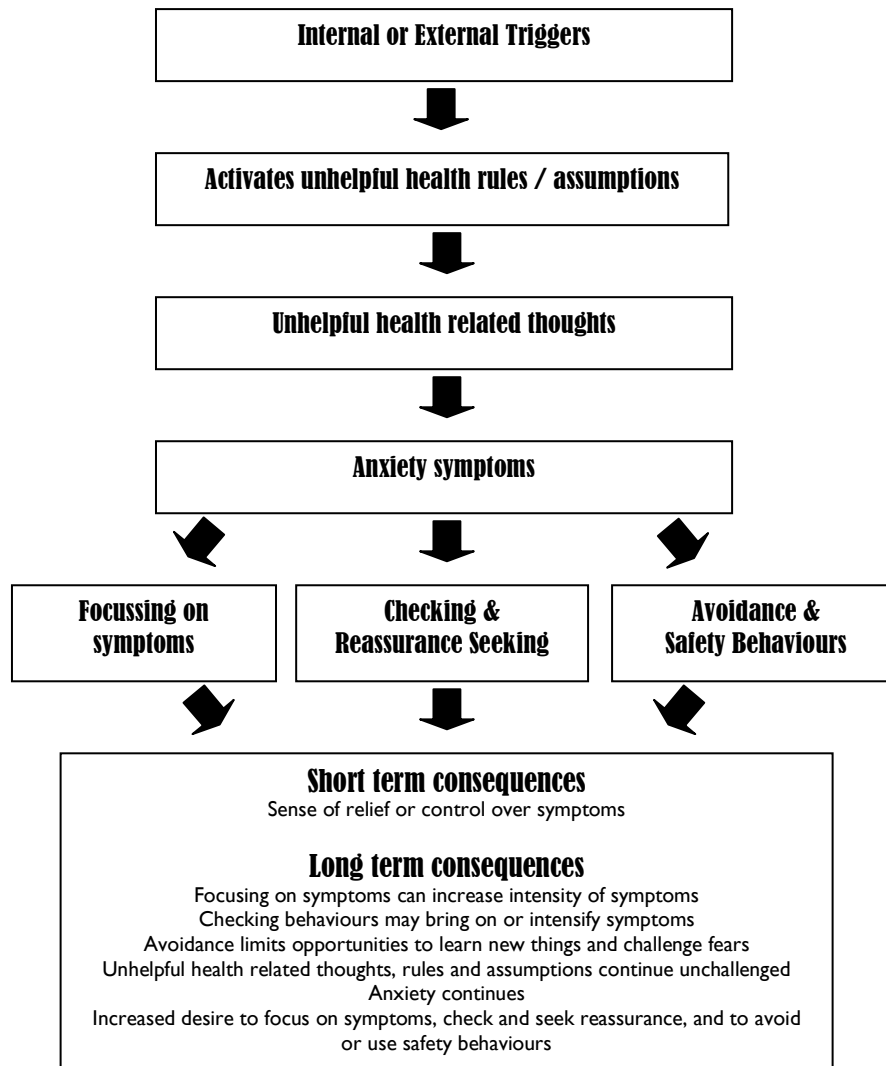 Internal or External Triggers
Activates unhelpful health rules / assumptions
Unhelpful health related thoughts
Anxiety symptoms
Focussing on
symptoms
Checking &
Reassurance Seeking
Avoidance &
Safety Behaviours
Short term consequences
Sense of relief or control over symptoms
Long term consequences
Focusing on symptoms can increase intensity of symptoms
Checking behaviours may bring on or intensify symptoms
Avoidance limits opportunities to learn new things and challenge fears
Unhelpful health related thoughts, rules and assumptions continue unchallenged
Anxiety continues
Increased desire to focus on symptoms, check and seek reassurance, and to avoid
or use safety behaviours